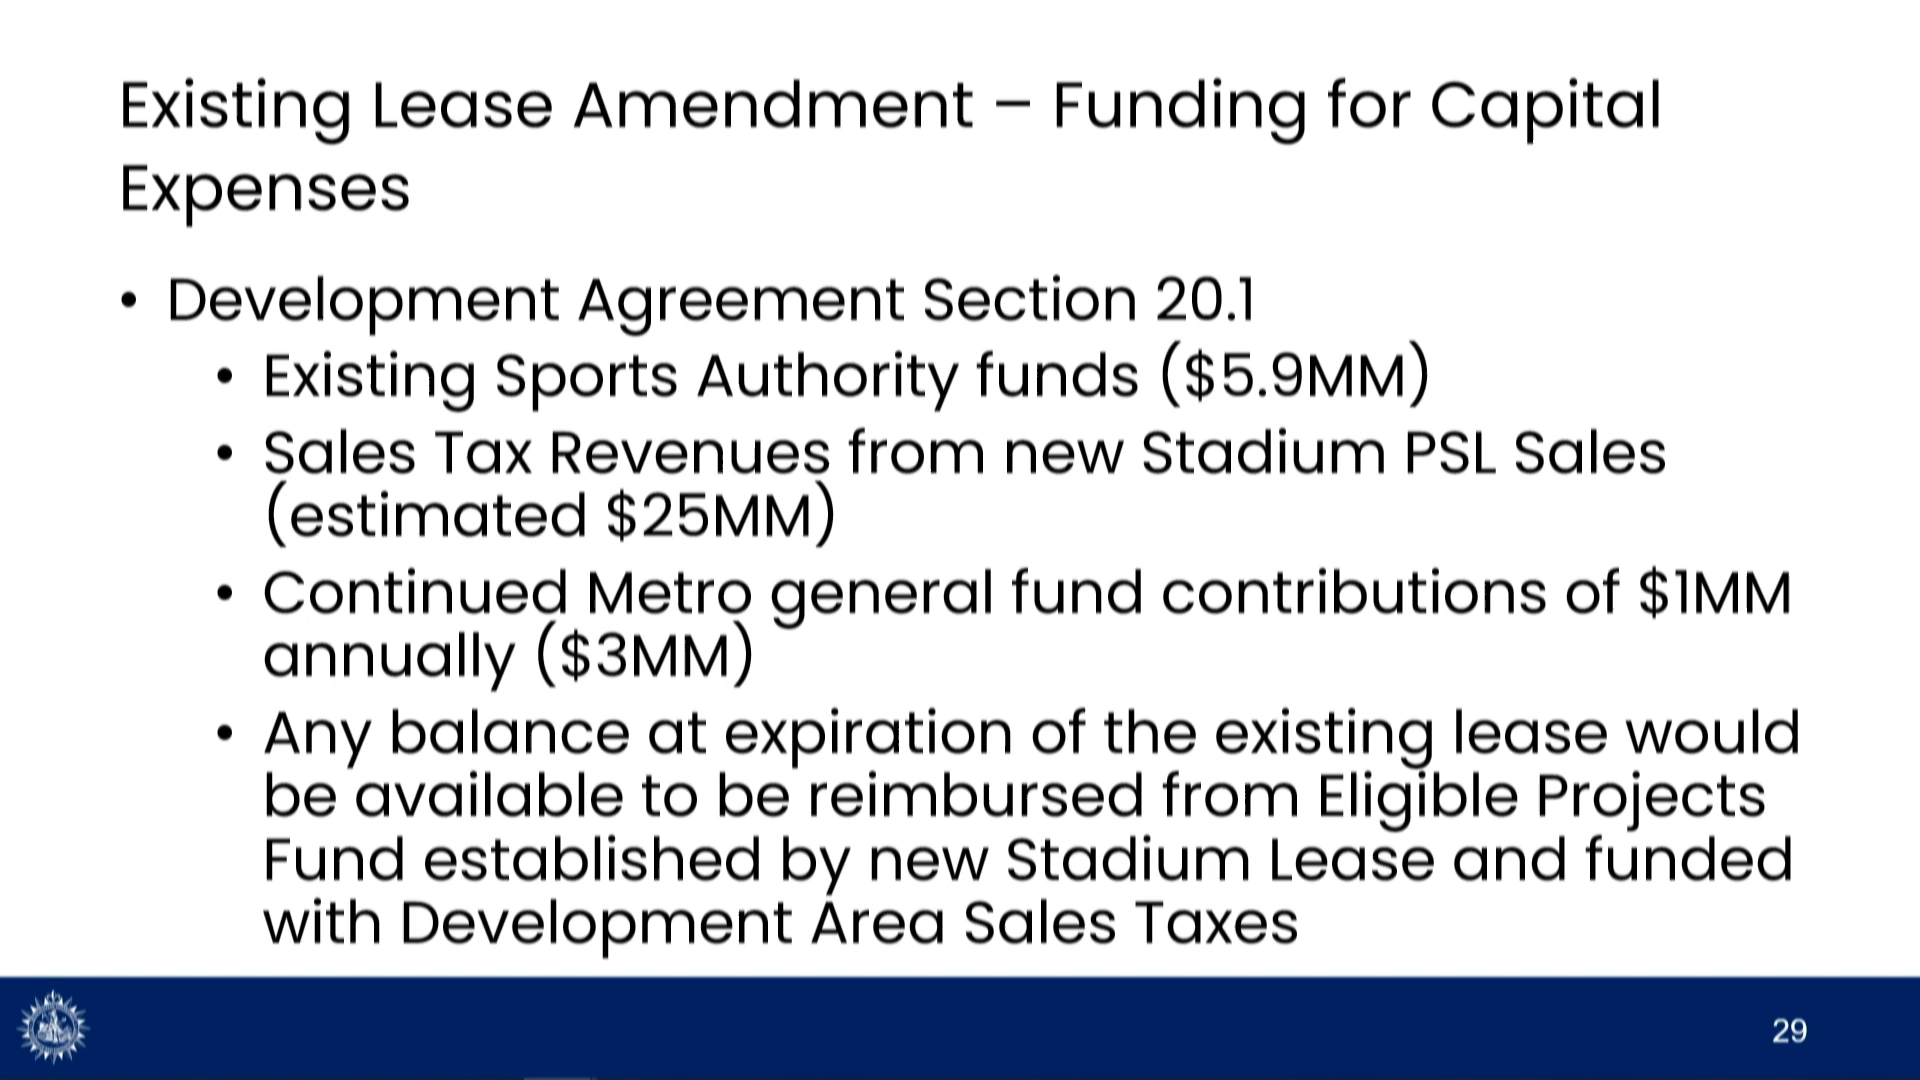 Existing Lease Amendment – Funding for Capital
Expenses
• Development Agreement Section 20.1
• Existing Sports Authority funds ($5.9MM)
• Sales Tax Revenues from new Stadium PSL Sales
(estimated $25MM)
• Continued Metro general fund contributions of $1MM
annually ($3MM)
• Any balance at expiration of the existing lease would
be available to be reimbursed from Eligible Projects
Fund established by new Stadium Lease and funded
with Development Area Sales Taxes
29